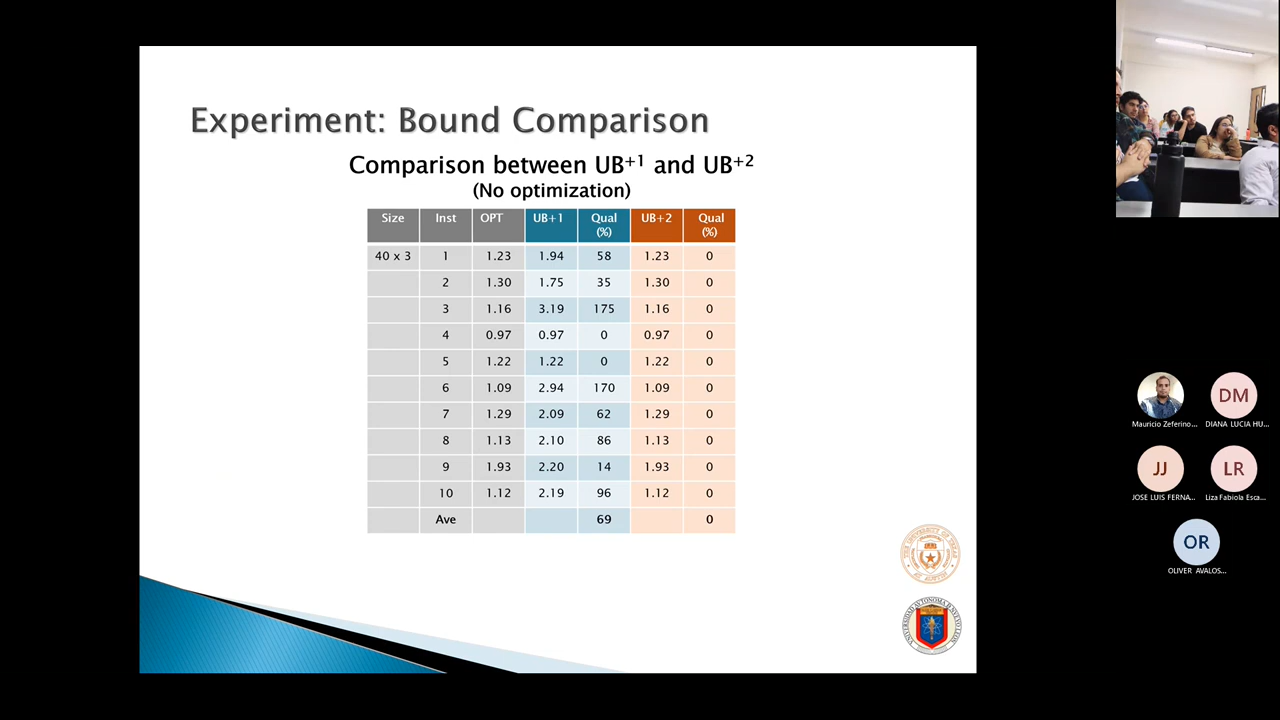 Experiment: Bound Comparison
Comparison between UB+1 and UB+2
(No optimization)
Size Inst OPT UB+1 Qual (%) UB+2 Qual (%)
40 x 3 1 1.23 1.94 58 1.23 0
2 1.30 1.75 35 1.30 0
3 1.16 3.19 175 1.16 0
4 0.97 0.97 0 0.97 0
5 1.22 1.22 0 1.22 0
6 1.09 2.94 170 1.09 0
7 1.29 2.09 62 1.29 0
8 1.13 2.10 86 1.13 0
9 1.93 2.20 14 1.93 0
10 1.12 2.19 96 1.12 0
Ave 69 0
Mauricio Zeferino...
DM
DIANA LUCIA HU...
JJ
JOSE LUIS FERNA...
LR
Liza Fabiola Esca...
OR
OLIVER AVALOS...